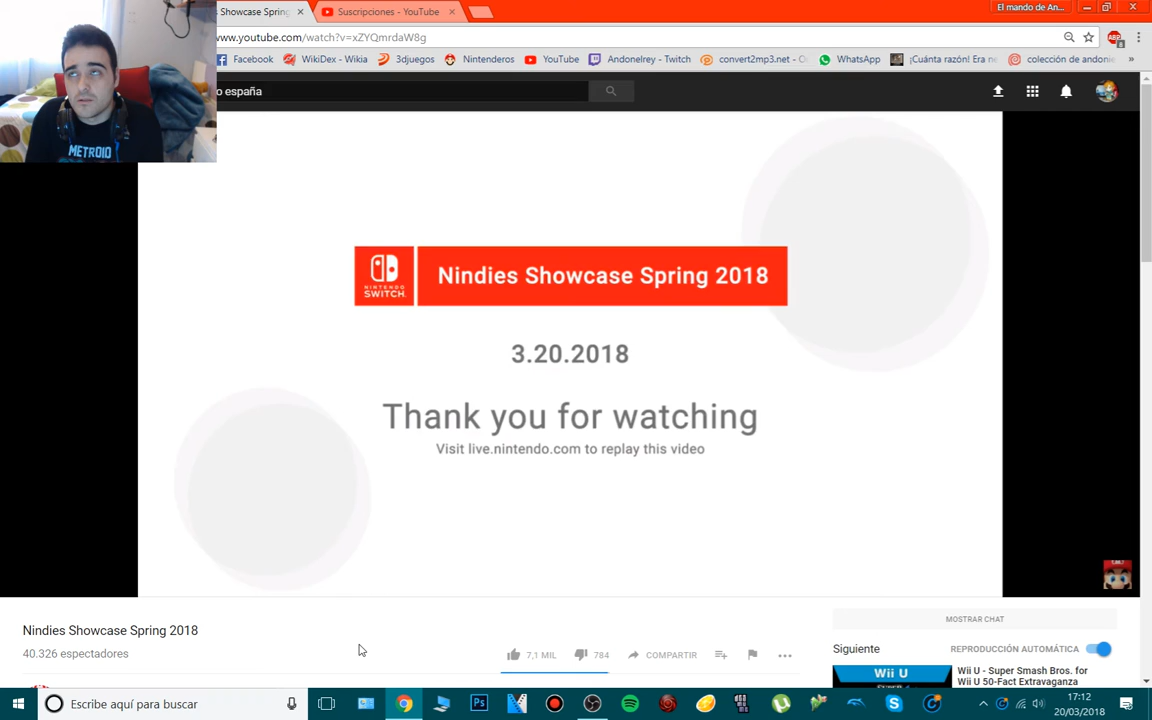 Showcase Spring
Suscripciones - YouTube
El mando de An...
www.youtube.com/watch?v=xZYQmrdaW8g
Facebook
WikiDex - Wikia
3djuegos
Nintenderos
YouTube
Andonelrey - Twitch
convert2mp3.net - O
WhatsApp
¡Cuánta razón! Era ne
colección de andonie
»
o españa
METROID
NINTENDO
SWITCH
Nindies Showcase Spring 2018
3.20.2018
Thank you for watching
Visit live.nintendo.com to replay this video
Nindies Showcase Spring 2018
40.326 espectadores
7,1 MIL
784
COMPARTIR
MOSTRAR CHAT
Siguiente
REPRODUCCIÓN AUTOMÁTICA
Wii U
Wii U - Super Smash Bros. for
Wii U 50-Fact Extravaganza
Escribe aquí para buscar
17:12
20/03/2018